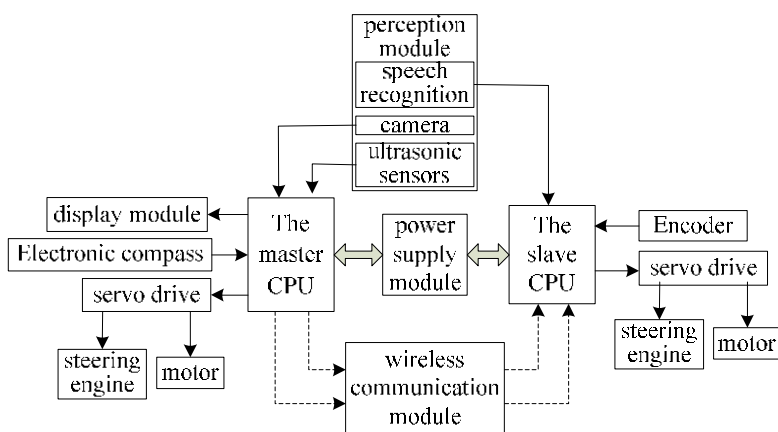 perception
module
speech
recognition
camera
ultrasonic
sensors
display module
Electronic compass
servo drive
steering
engine
motor
The
master
CPU
power
supply
module
wireless
communication
module
The
slave
CPU
Encoder
servo drive
steering
engine
motor